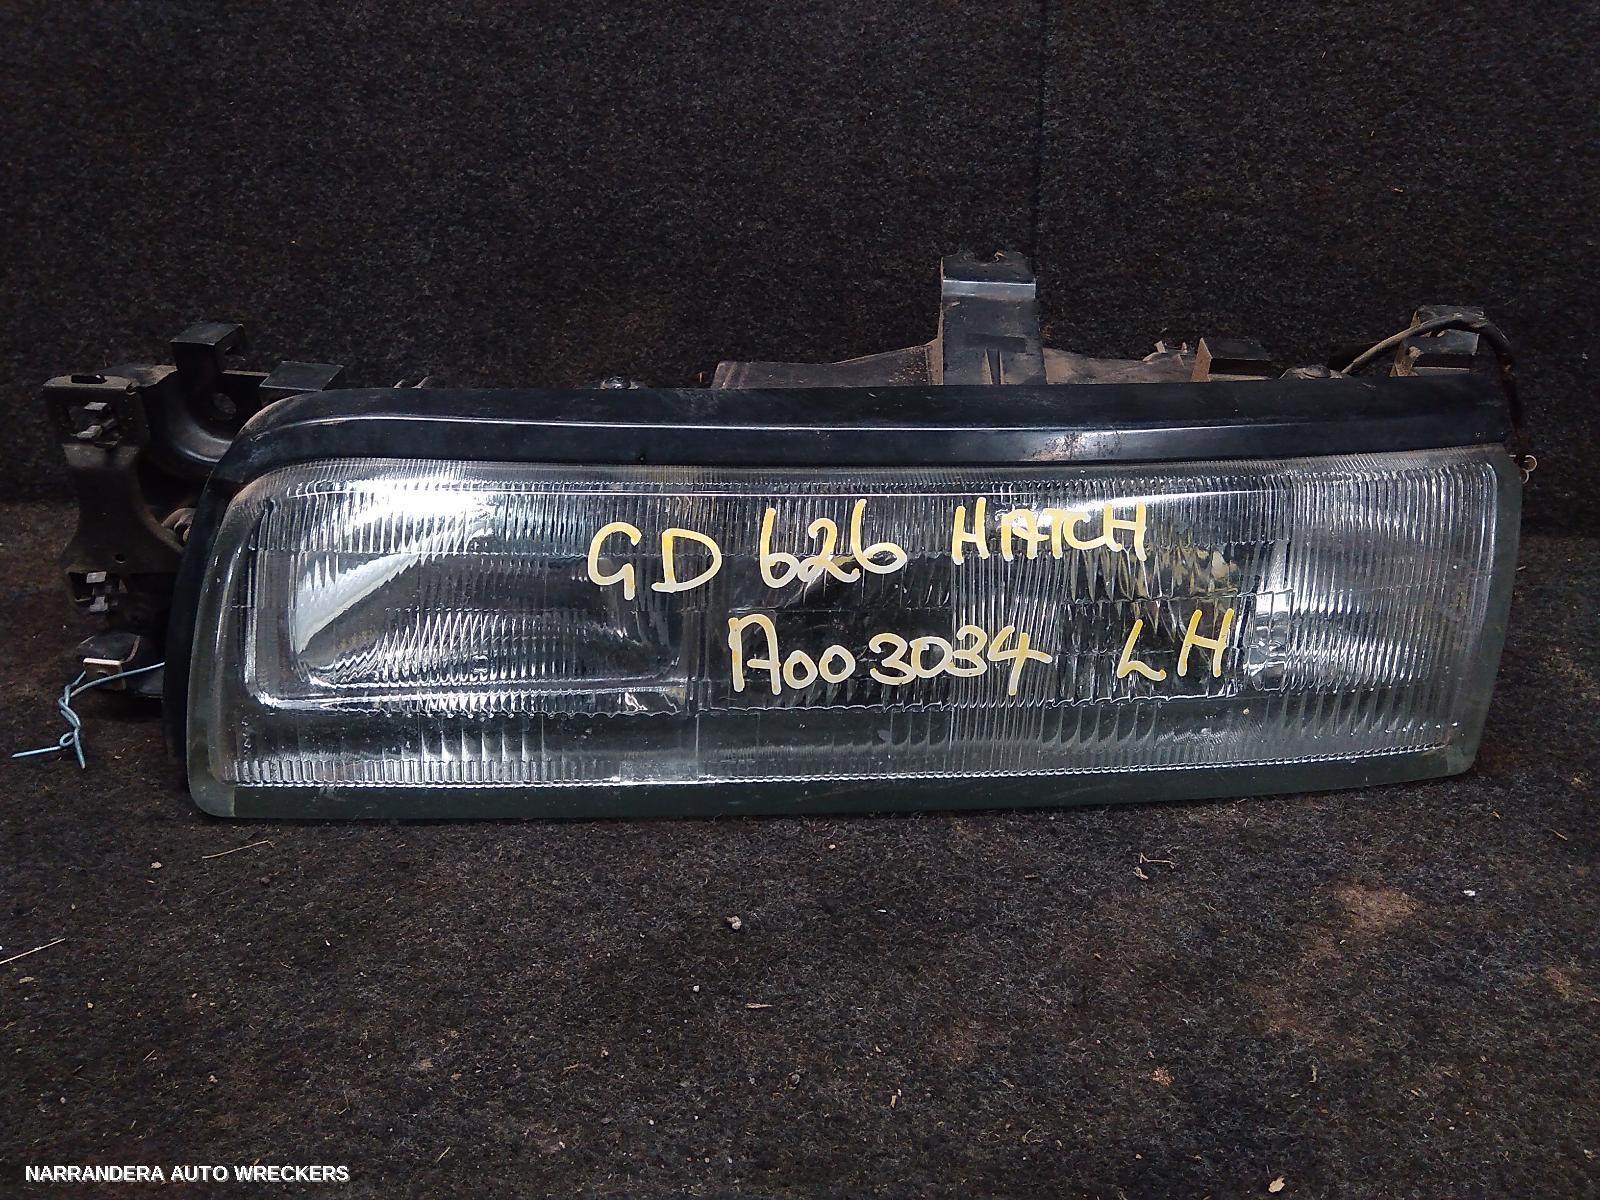 GD 626 HATCH
A003034 LH
NARRANDERA AUTO WRECKERS